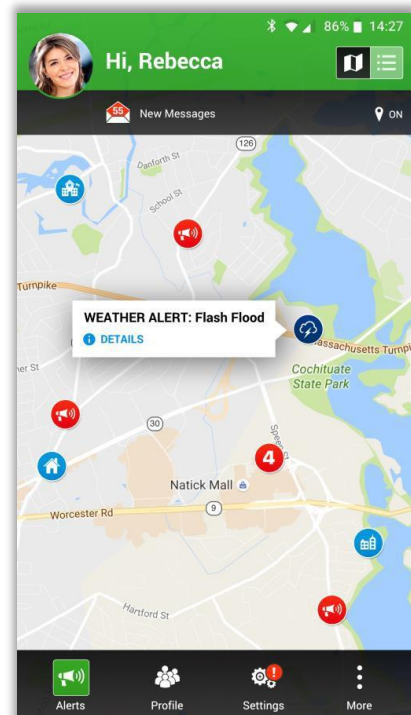 86% 14:27
Hi, Rebecca
55 New Messages ON
126
Danforth St
School St
Turnpike
WEATHER ALERT: Flash Flood
DETAILS
Massachusetts Turnpi
Cochituate
State Park
er St
30
Speen St
4
Natick Mall
9
Worcester Rd
Hartford St
Alerts Profile Settings More